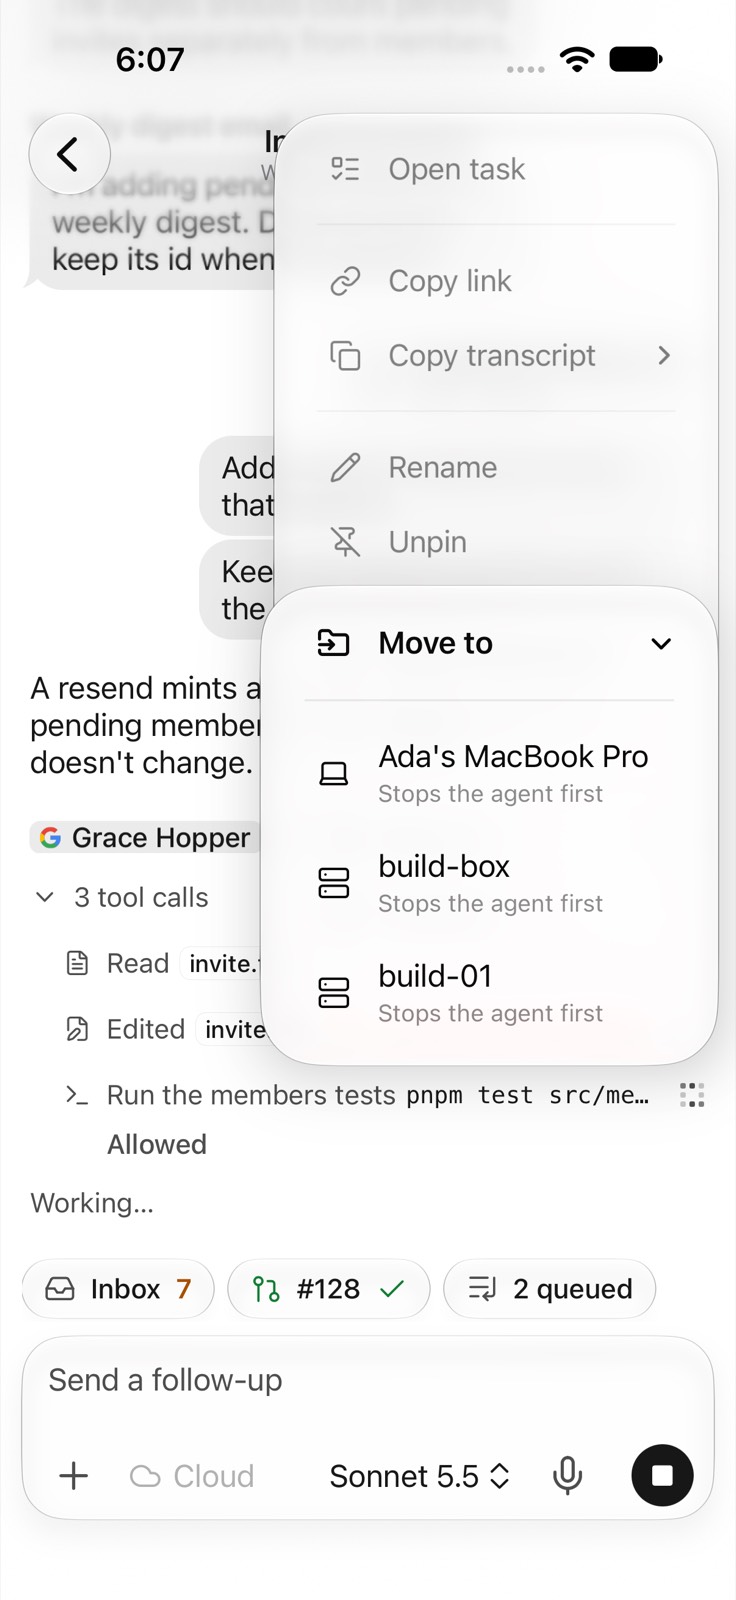 6:07
adding pend
weekly digest. D
keep its id when
Open task
Copy link
Copy transcript
Rename
Unpin
Add
that
Kee
the
Move to
Ada's MacBook Pro
Stops the agent first
build-box
Stops the agent first
build-01
Stops the agent first
A resend mints a
pending member
doesn't change.
Grace Hopper
3 tool calls
Read invite.
Edited invite
Run the members tests pnpm test src/me…
Allowed
Working...
Inbox 7
#128
2 queued
Send a follow-up
Cloud
Sonnet 5.5